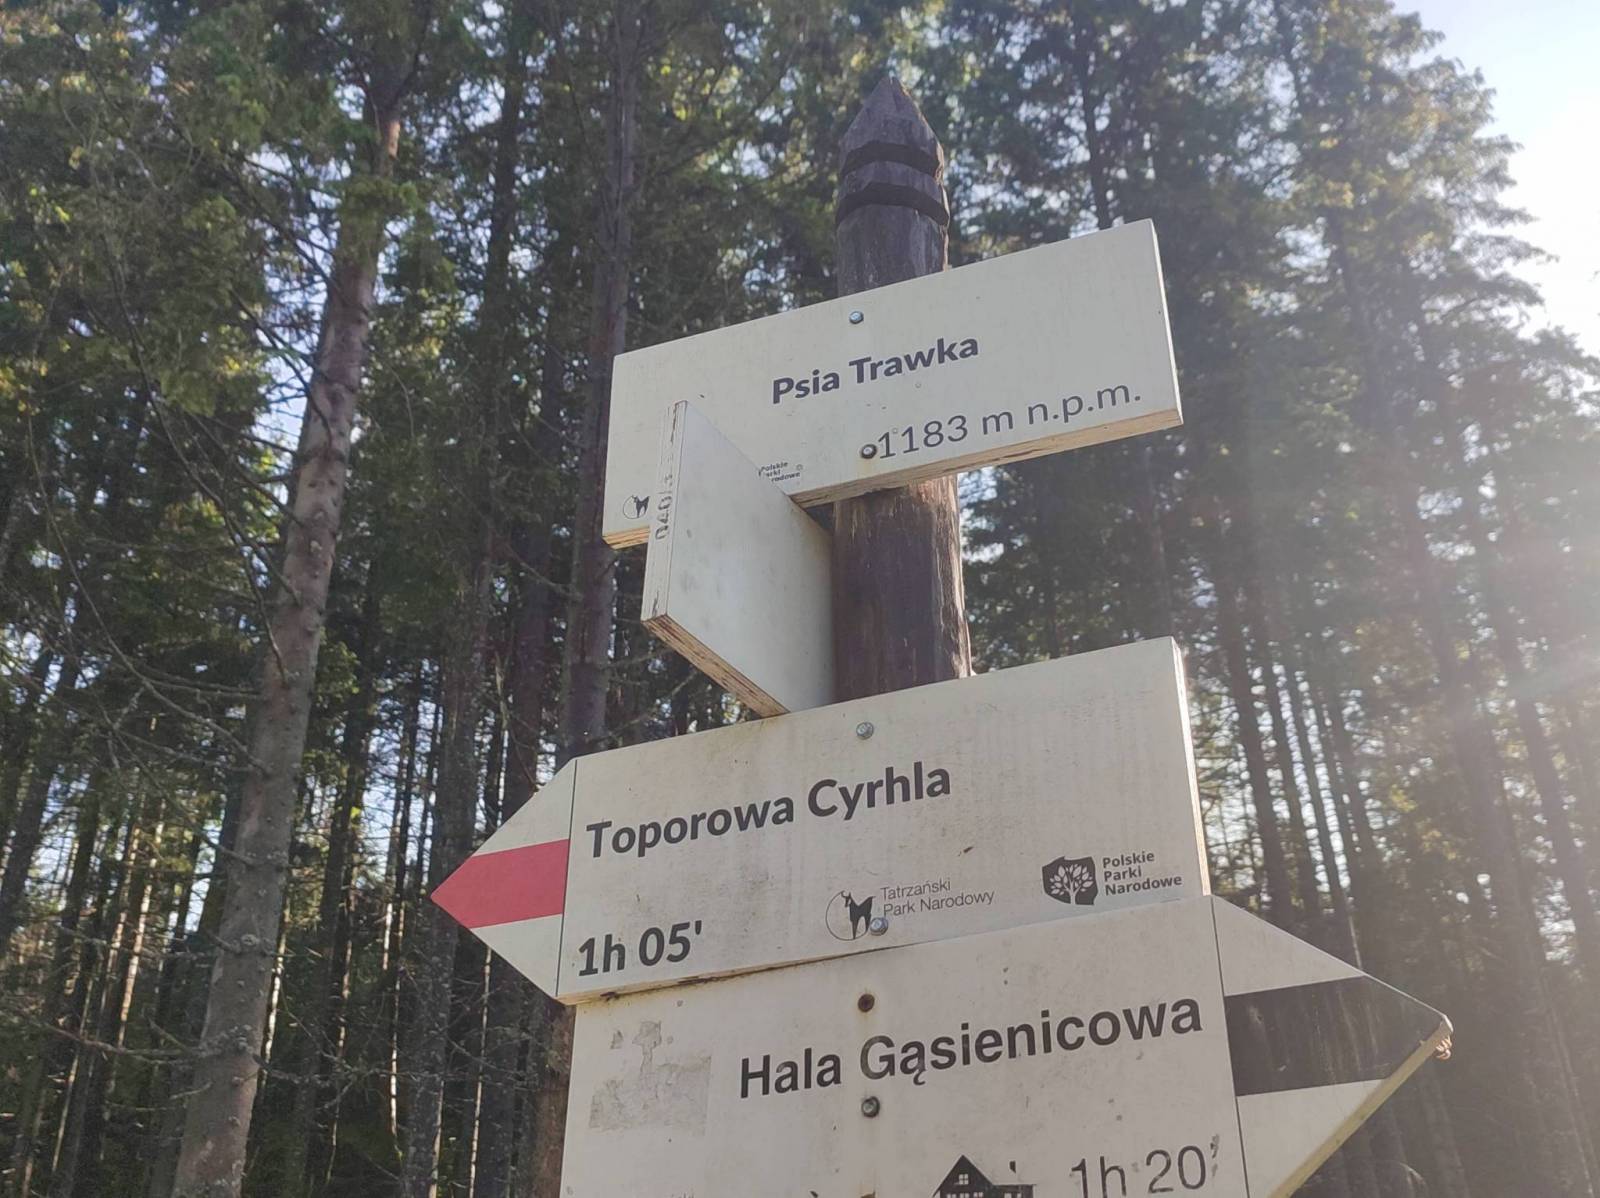 Psia Trawka
1183 m n.p.m.
Polskie
Parki
Narodowe
Toporowa Cyrhla
1h 05'
Tatrzański
Park Narodowy
Polskie
Parki
Narodowe
Hala Gąsienicowa
1h 20'